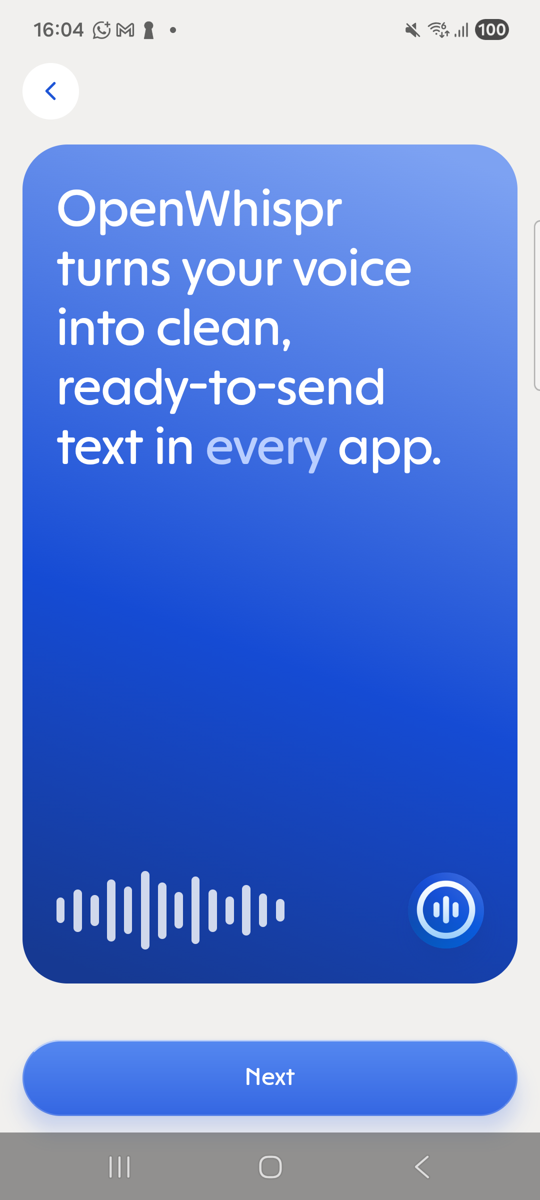 16:04
100
OpenWhispr
turns your voice
into clean,
ready-to-send
text in every app.
Next